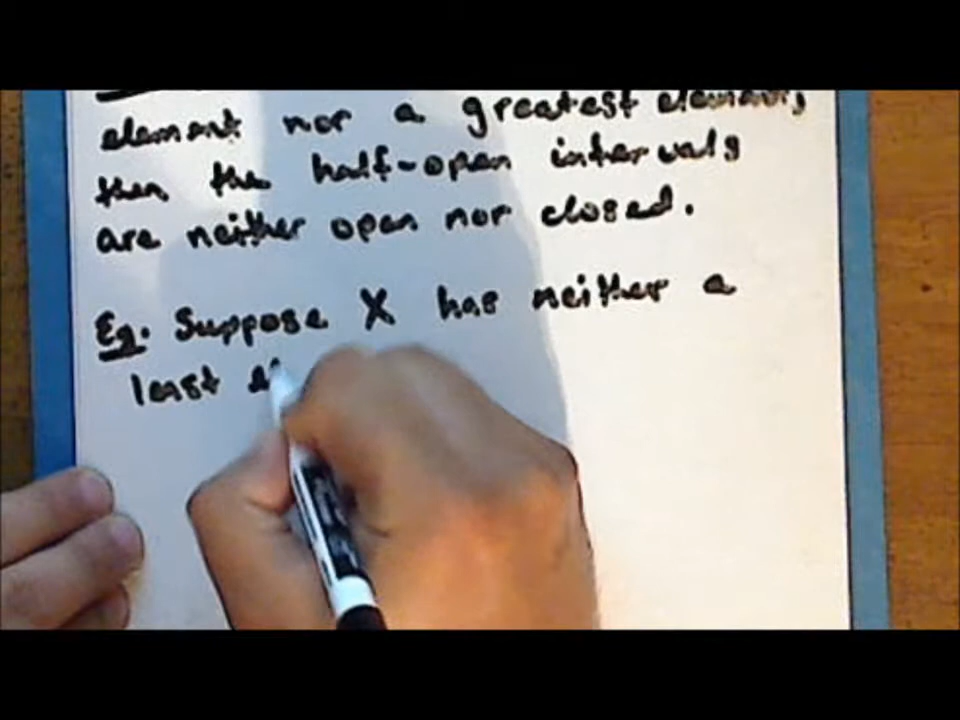 element nor a greatest element,
then the half-open intervals
are neither open nor closed.
Eg. Suppose X has neither a
least